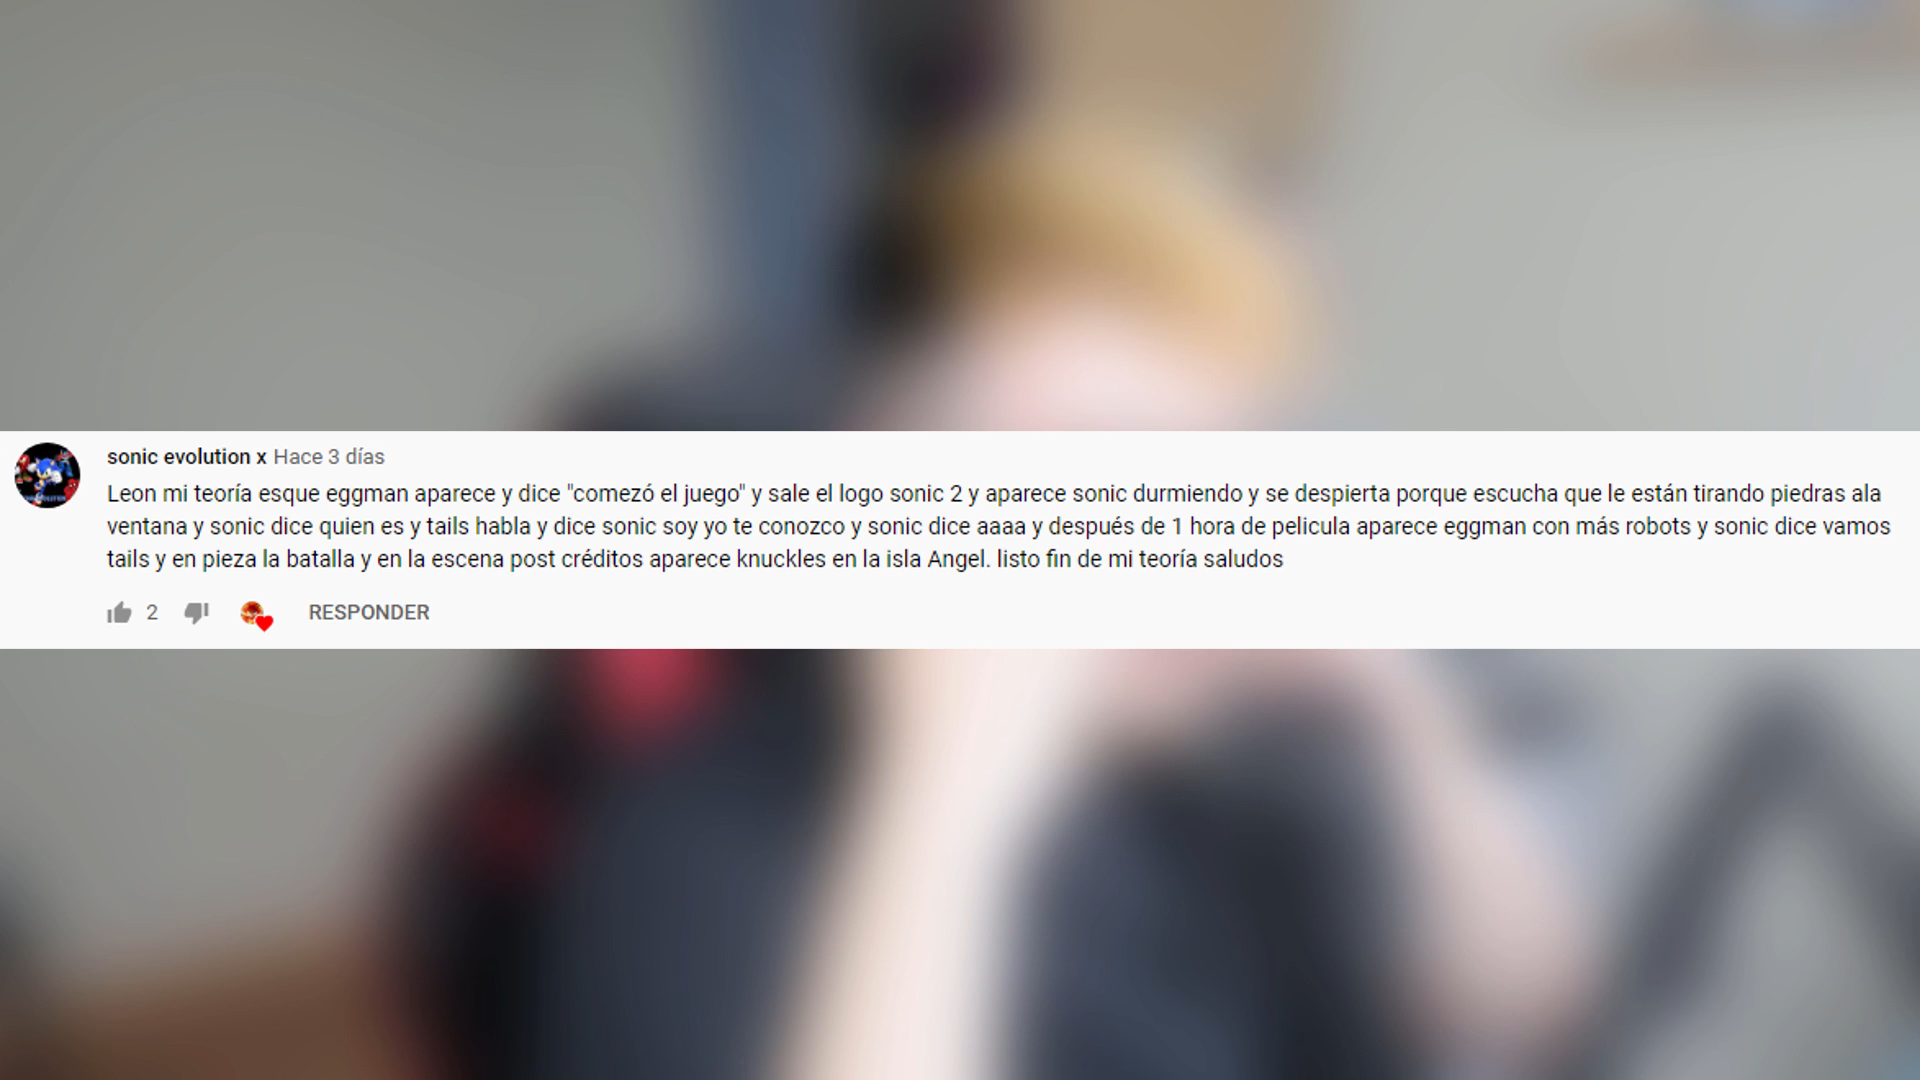 sonic evolution x Hace 3 días
Leon mi teoría esque eggman aparece y dice "comezó el juego" y sale el logo sonic 2 y aparece sonic durmiendo y se despierta porque escucha que le están tirando piedras ala
ventana y sonic dice quien es y tails habla y dice sonic soy yo te conozco y sonic dice aaaa y después de 1 hora de pelicula aparece eggman con más robots y sonic dice vamos
tails y en pieza la batalla y en la escena post créditos aparece knuckles en la isla Angel. listo fin de mi teoría saludos
2 RESPONDER